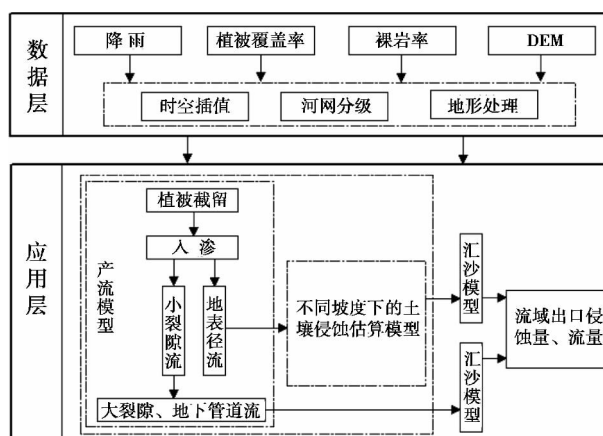 数据层
降雨
植被覆盖率
裸岩率
DEM
时空插值
河网分级
地形处理
应用层
产流模型
植被截留
入 渗
小裂隙流
地表径流
大裂隙、地下管道流
不同坡度下的土
壤侵蚀估算模型
汇沙模型
汇沙模型
流域出口侵
蚀量、流量